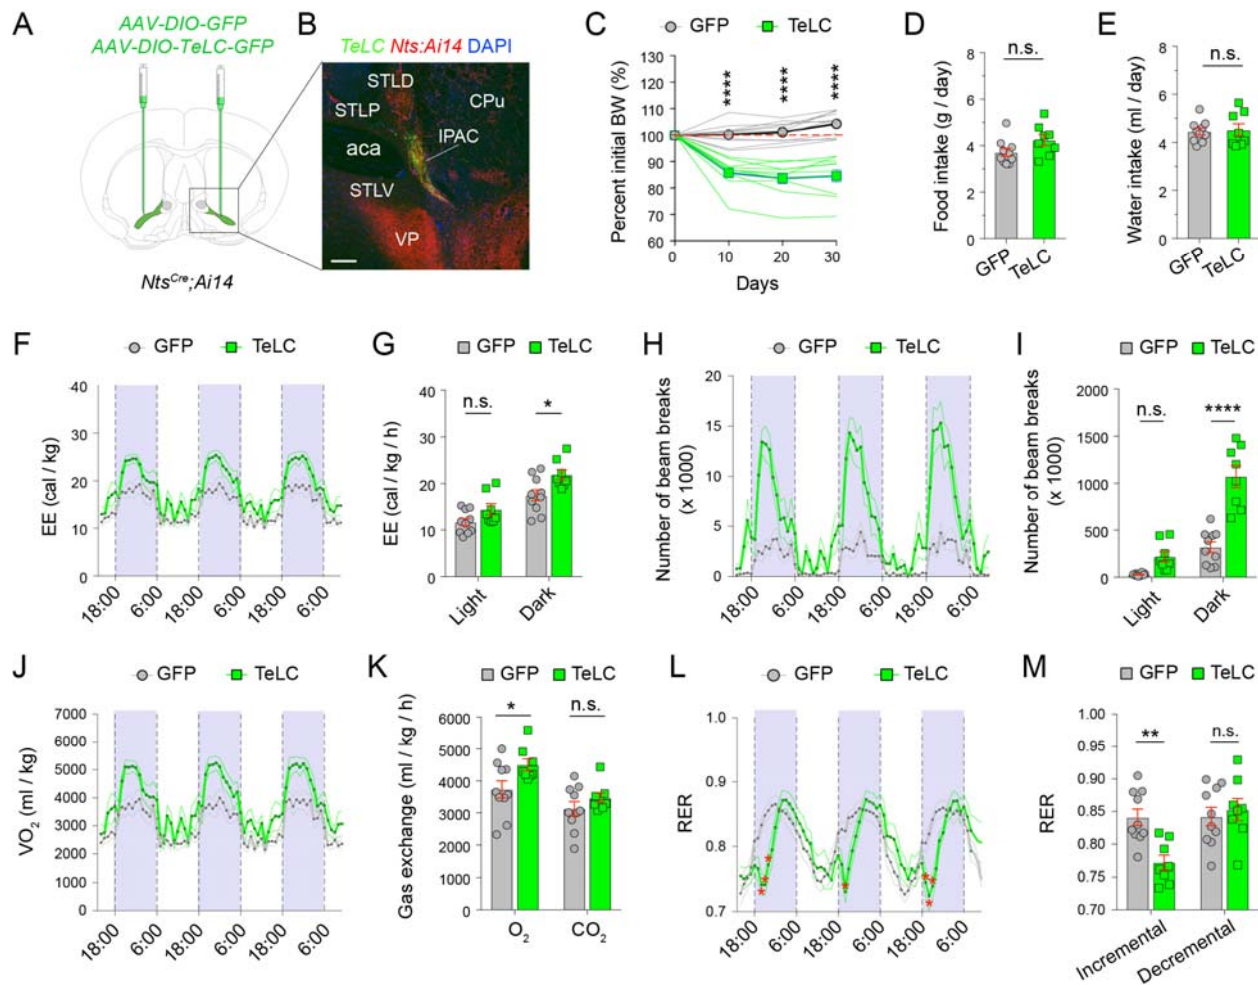 A
AAV-DIO-GFP
AAV-DIO-TeLC-GFP
Nts^Cre;Ai14
B
TeLC Nts:Ai14 DAPI
STLD
STLP
CPu
IPAC
aca
STLV
VP
C
GFP
TeLC
**** **** ****
Percent initial BW (%)
120
110
100
90
80
70
60
0 10 20 30
Days
D
n.s.
Food intake (g / day)
8
6
4
2
0
GFP TeLC
E
n.s.
Water intake (ml / day)
8
6
4
2
0
GFP TeLC
F
GFP TeLC
EE (cal / kg)
40
30
20
10
0
18:00 6:00 18:00 6:00 18:00 6:00
G
GFP TeLC
n.s. *
EE (cal / kg / h)
40
30
20
10
0
Light Dark
H
GFP TeLC
Number of beam breaks
(x 1000)
20
15
10
5
0
18:00 6:00 18:00 6:00 18:00 6:00
I
GFP TeLC
n.s. ****
Number of beam breaks
(x 1000)
2000
1500
1000
500
0
Light Dark
J
GFP TeLC
VO₂ (ml / kg)
7000
6000
5000
4000
3000
2000
1000
0
18:00 6:00 18:00 6:00 18:00 6:00
K
GFP TeLC
* n.s.
Gas exchange (ml / kg / h)
6000
5000
4000
3000
2000
1000
0
O₂ CO₂
L
GFP TeLC
RER
1.0
0.9
0.8
0.7
* * * * * * *
18:00 6:00 18:00 6:00 18:00 6:00
M
GFP TeLC
** n.s.
RER
1.00
0.95
0.90
0.85
0.80
0.75
0.70
Incremental Decremental